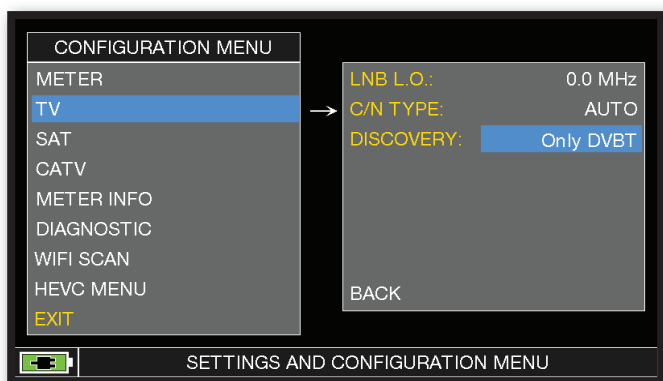 CONFIGURATION MENU
METER
TV
SAT
CATV
METER INFO
DIAGNOSTIC
WIFI SCAN
HEVC MENU
EXIT
→
LNB L.O.: 0.0 MHz
C/N TYPE: AUTO
DISCOVERY: Only DVBT
BACK
SETTINGS AND CONFIGURATION MENU